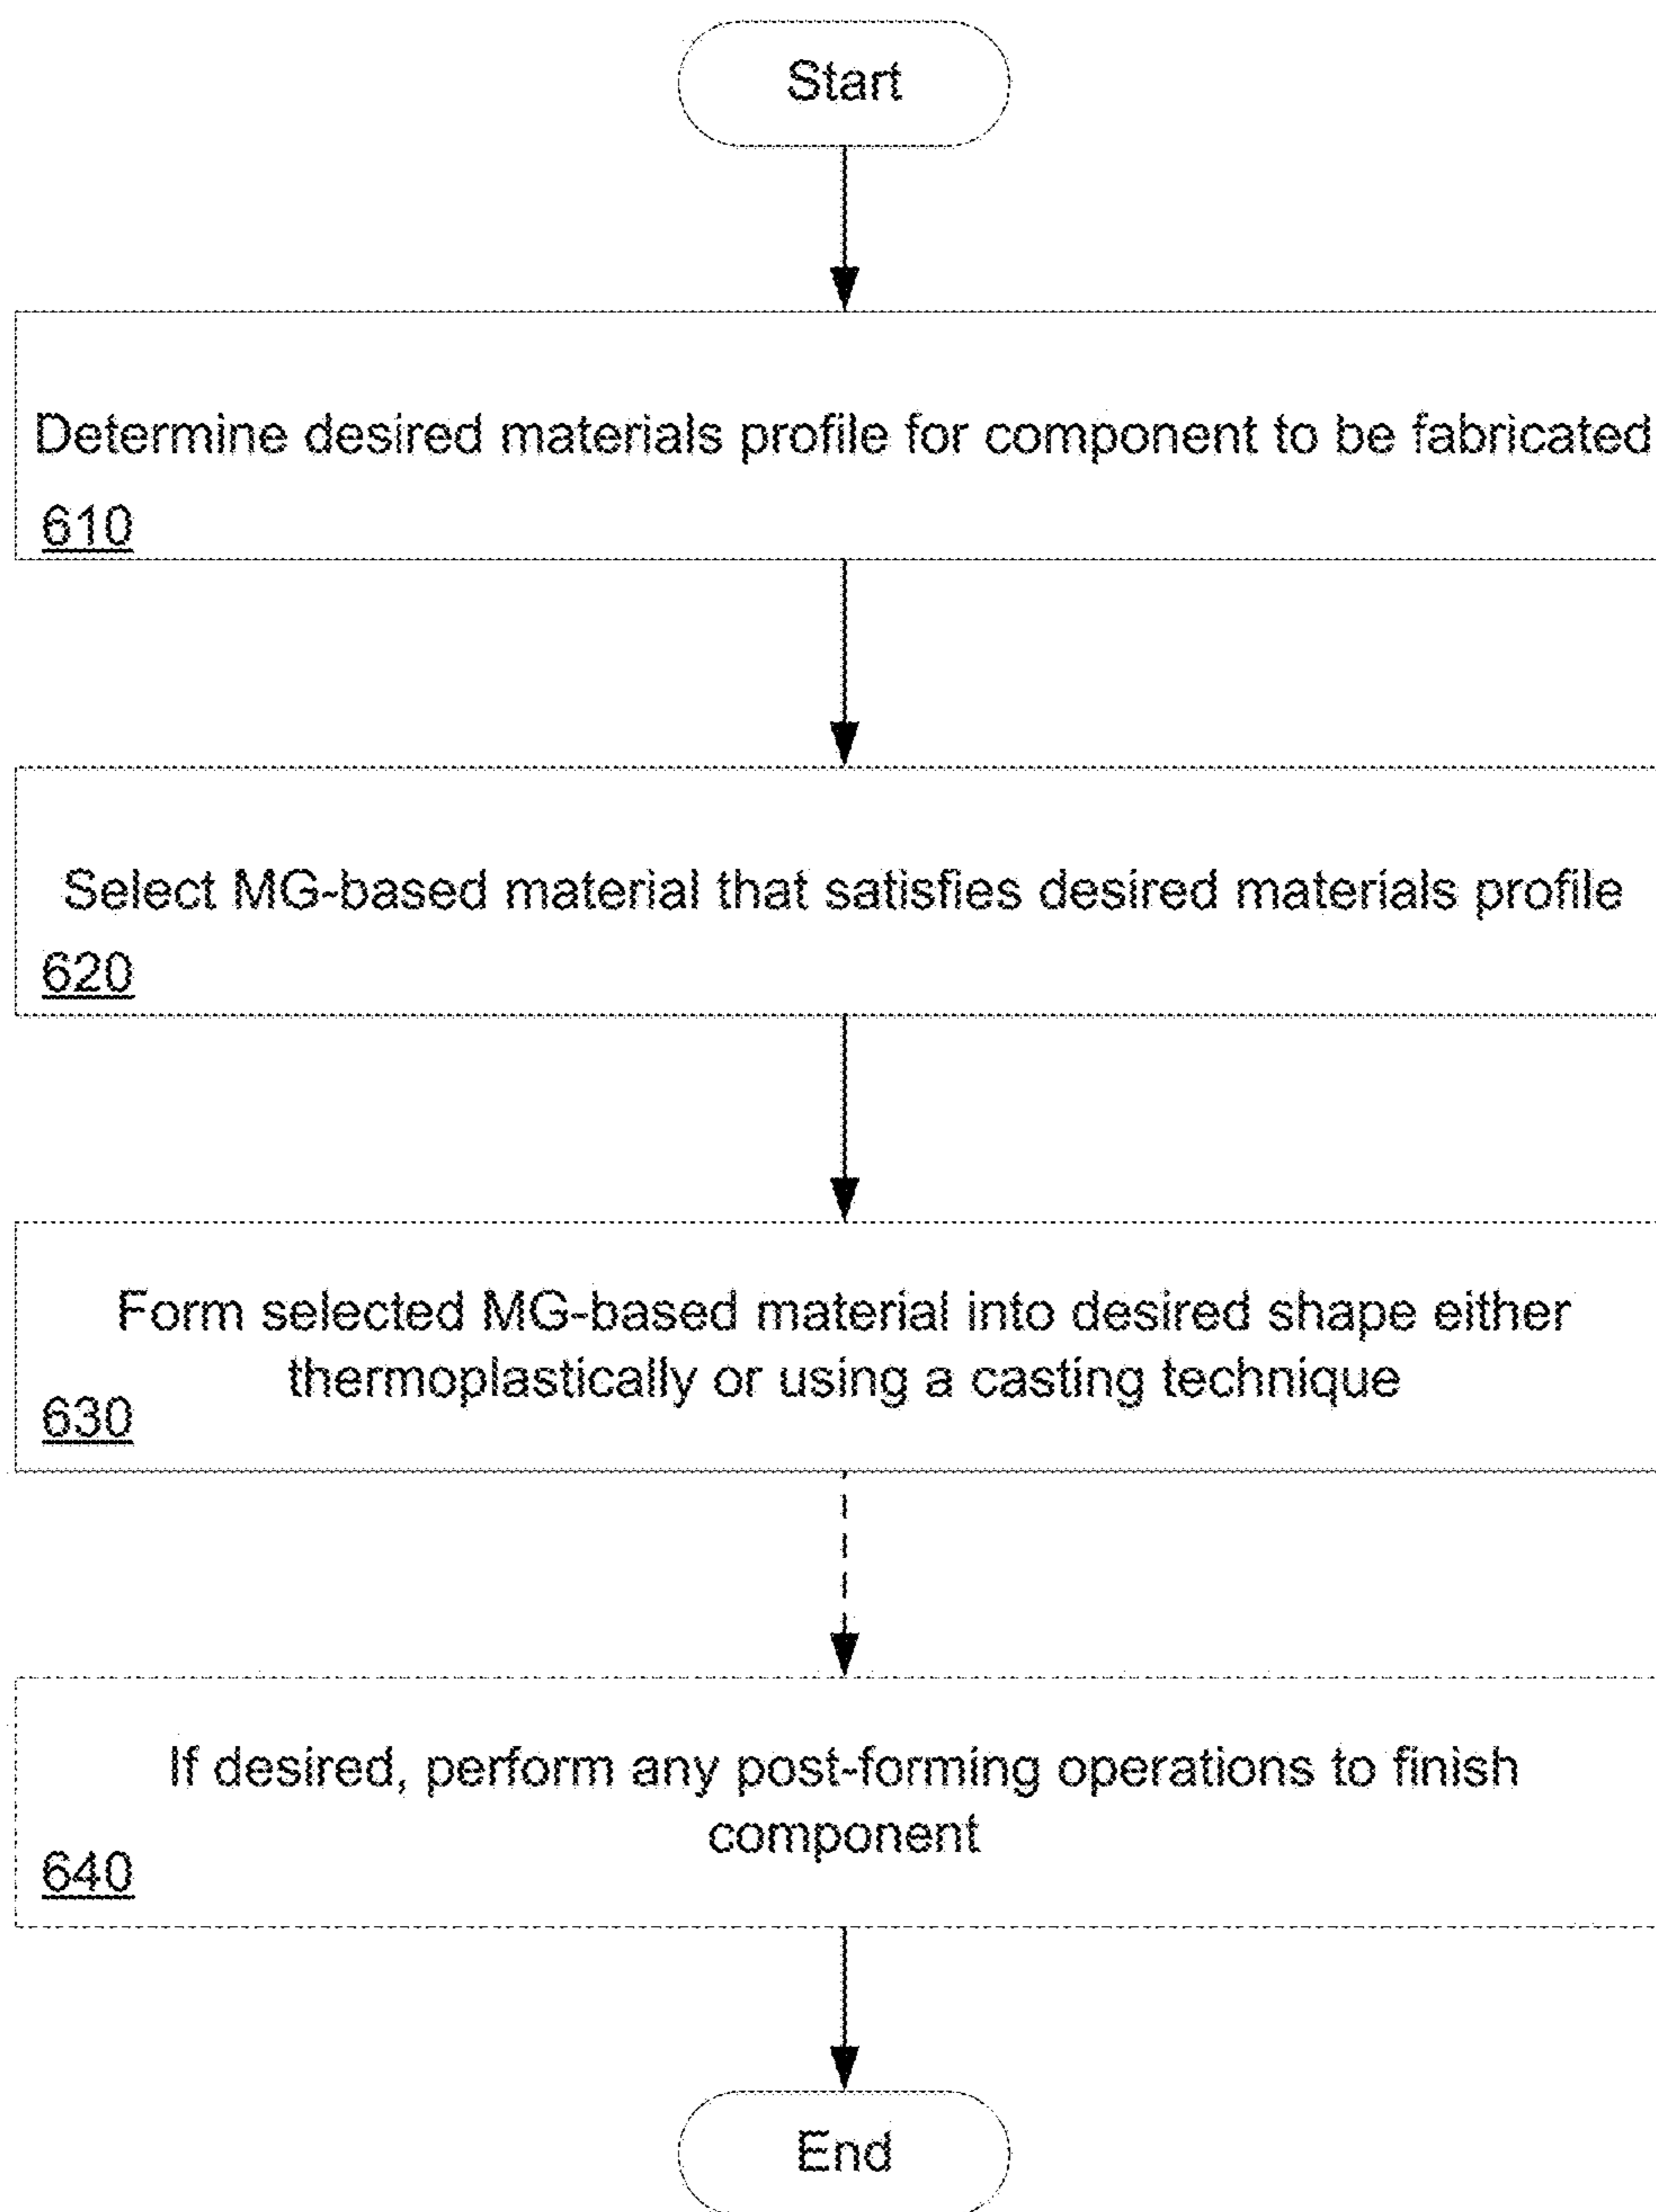 Start
Determine desired materials profile for component to be fabricated
610
Select MG-based material that satisfies desired materials profile
620
Form selected MG-based material into desired shape either
thermoplastically or using a casting technique
630
If desired, perform any post-forming operations to finish
component
640
End